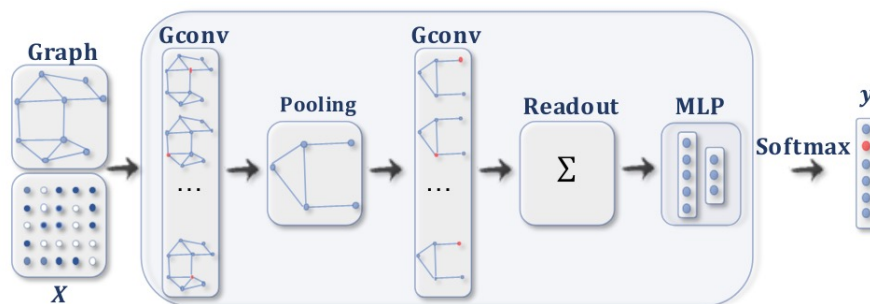 Graph
X
Gconv
...
Pooling
Gconv
...
Readout
Σ
MLP
Softmax
y